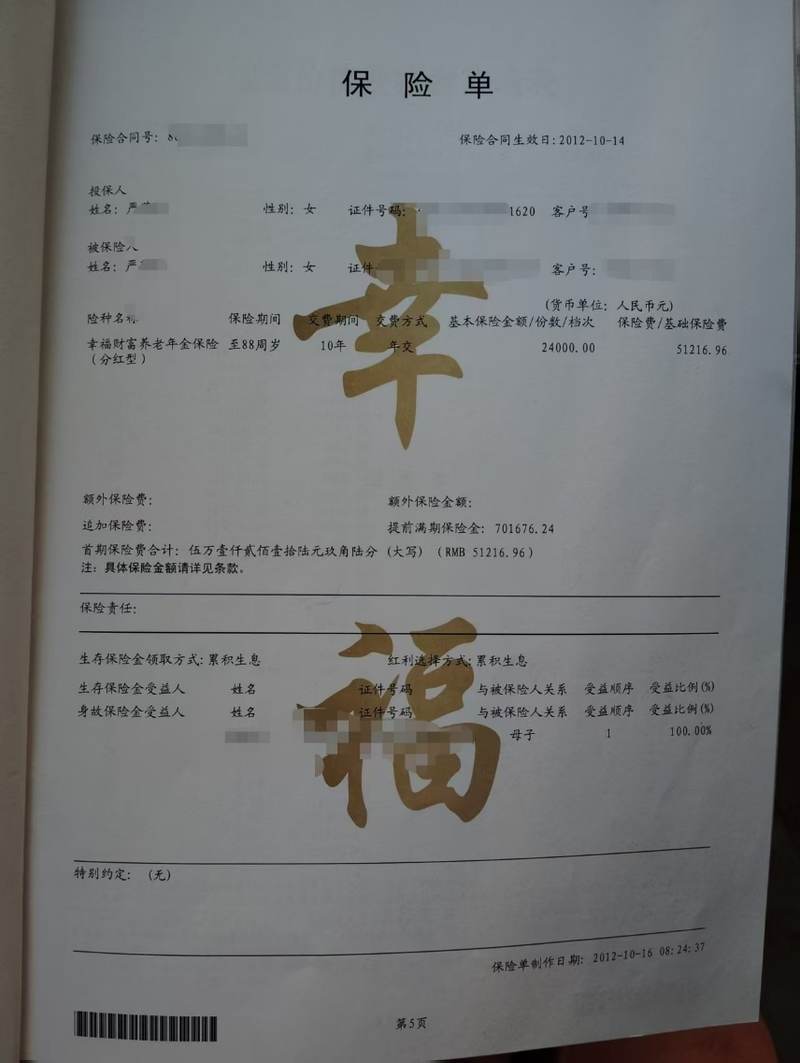 保险单
保险合同号: 保险合同生效日:2012-10-14
投保人
姓名: 严 性别: 女 证件号码: 1620 客户号
被保险人
姓名: 严 性别: 女 证件 客户号:
(货币单位: 人民币元)
险种名称 保险期间 交费期间 交费方式 基本保险金额/份数/档次 保险费/基础保险费
幸福财富养老年金保险 至88周岁 10年 年交 24000.00 51216.96
(分红型)
幸
额外保险费: 额外保险金额:
追加保险费: 提前满期保险金: 701676.24
首期保险费合计: 伍万壹仟贰佰壹拾陆元玖角陆分 (大写) (RMB 51216.96)
注: 具体保险金额请详见条款。
保险责任:
生存保险金领取方式: 累积生息 红利选择方式: 累积生息
生存保险金受益人 姓名 证件号码 与被保险人关系 受益顺序 受益比例(%)
身故保险金受益人 姓名 证件号码 与被保险人关系 受益顺序 受益比例(%)
母子 1 100.00%
福
特别约定: (无)
保险单制作日期: 2012-10-16 08:24:37
第5页